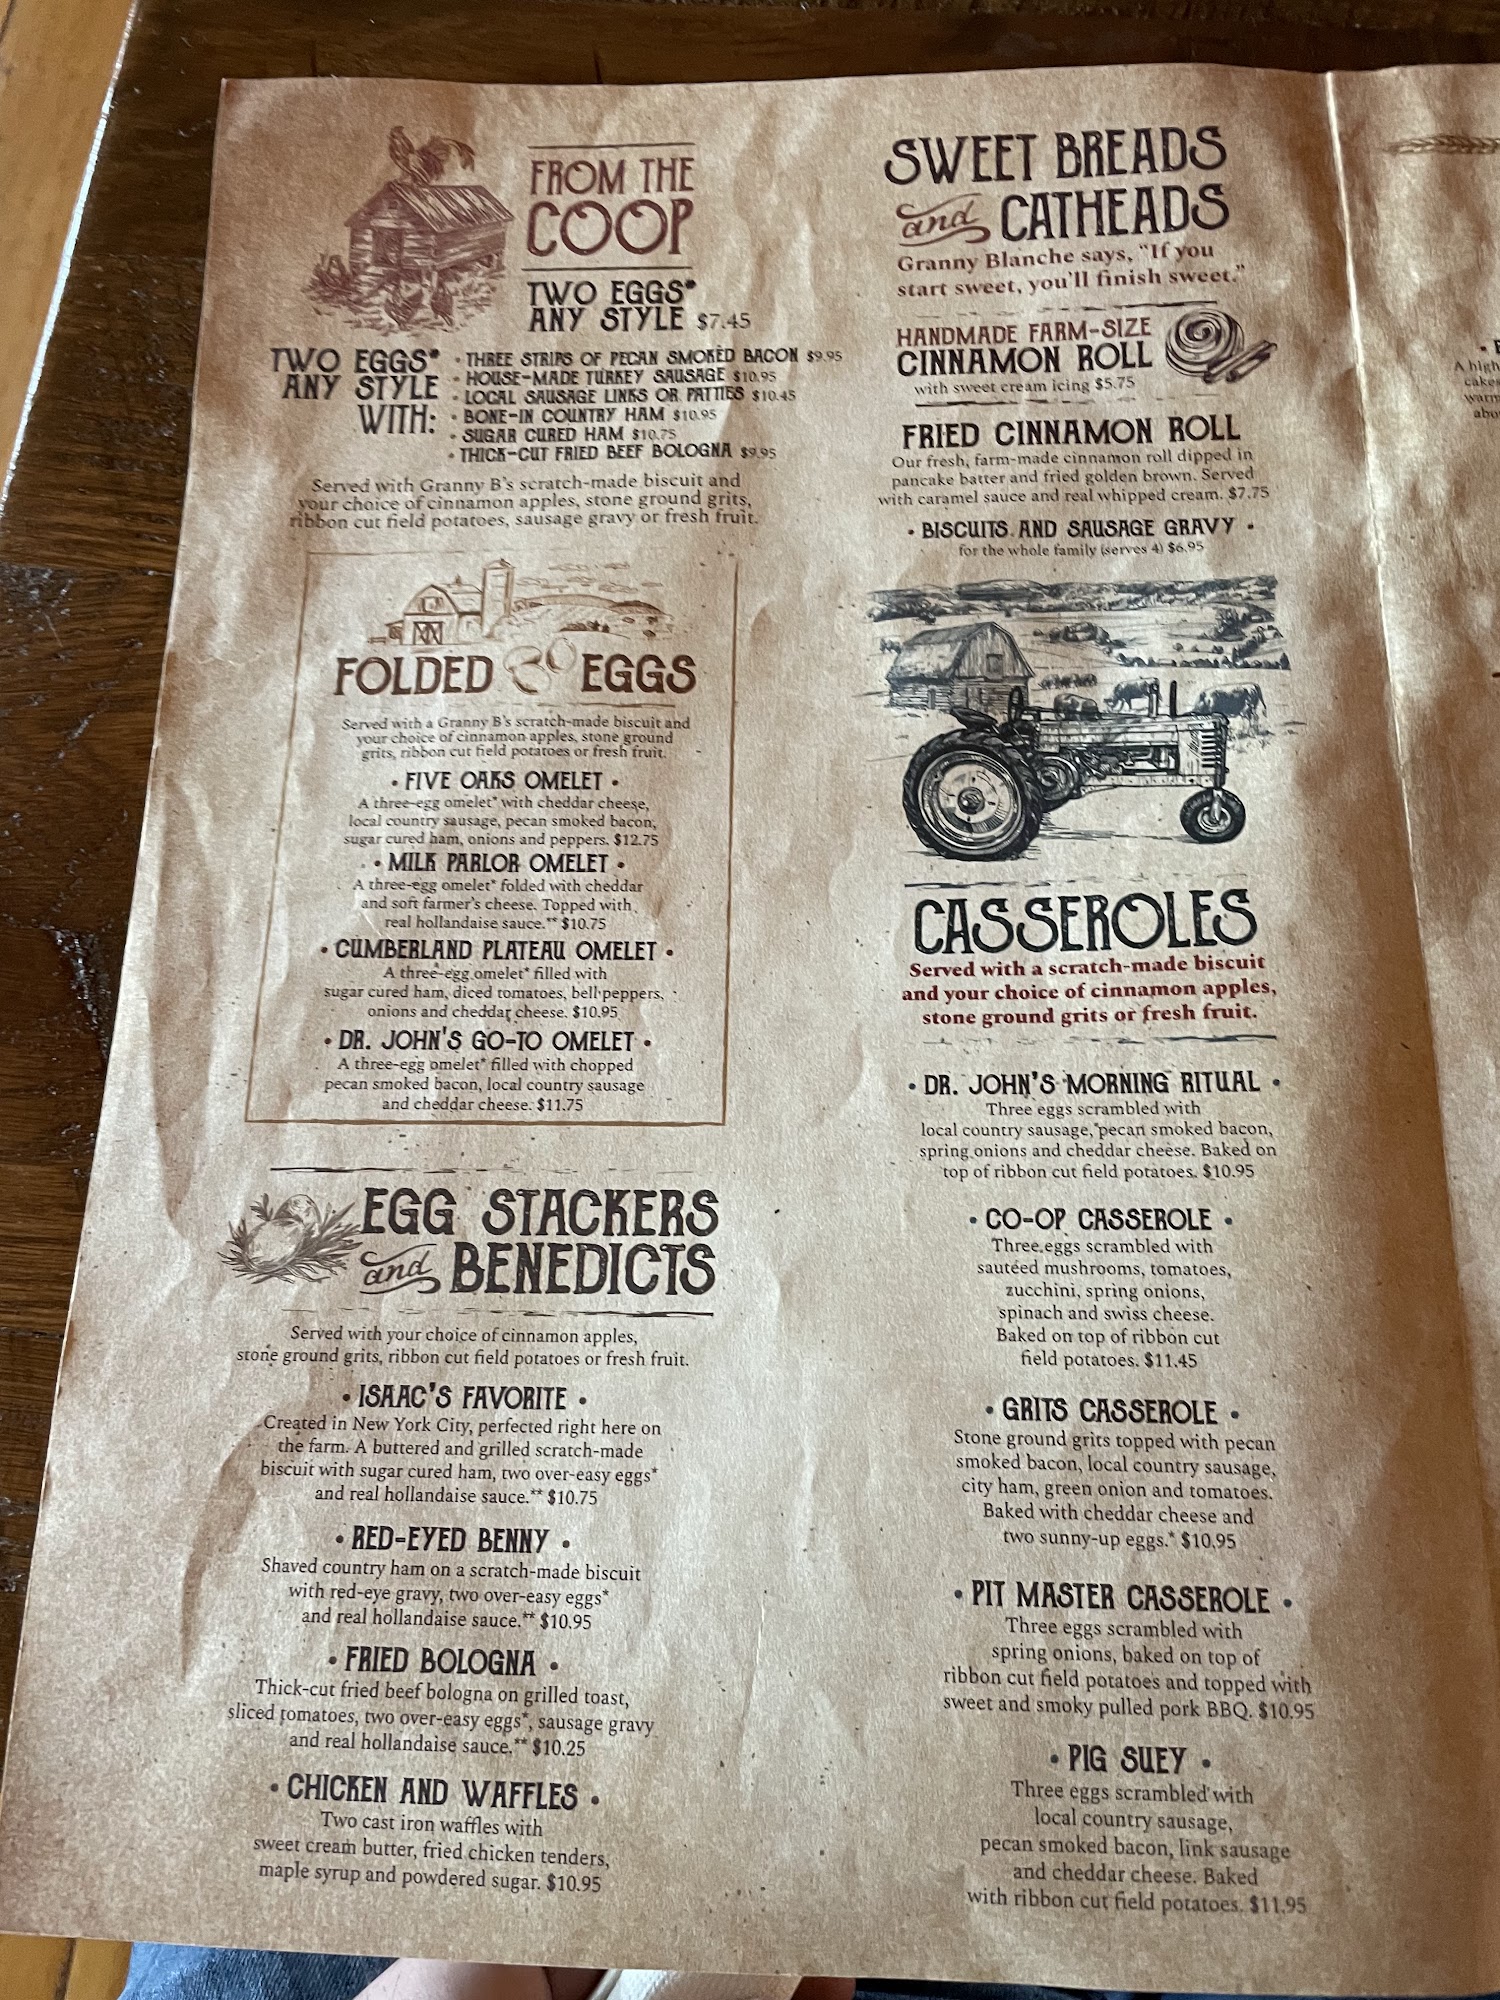 FROM THE
COOP
TWO EGGS*
ANY STYLE $7.45
TWO EGGS*
ANY STYLE
WITH:
• THREE STRIPS OF PECAN SMOKED BACON $9.95
• HOUSE-MADE TURKEY SAUSAGE $10.95
• LOCAL SAUSAGE LINKS OR PATTIES $10.45
• BONE-IN COUNTRY HAM $10.95
• SUGAR CURED HAM $10.75
• THICK-CUT FRIED BEEF BOLOGNA $9.95
Served with Granny B's scratch-made biscuit and
your choice of cinnamon apples, stone ground grits,
ribbon cut field potatoes, sausage gravy or fresh fruit.
FOLDED EGGS
Served with a Granny B's scratch-made biscuit and
your choice of cinnamon apples, stone ground
grits, ribbon cut field potatoes or fresh fruit.
• FIVE OAKS OMELET •
A three-egg omelet* with cheddar cheese,
local country sausage, pecan smoked bacon,
sugar cured ham, onions and peppers. $12.75
• MILK PARLOR OMELET •
A three-egg omelet* folded with cheddar
and soft farmer's cheese. Topped with
real hollandaise sauce.** $10.75
• CUMBERLAND PLATEAU OMELET •
A three-egg omelet* filled with
sugar cured ham, diced tomatoes, bell peppers,
onions and cheddar cheese. $10.95
• DR. JOHN'S GO-TO OMELET •
A three-egg omelet* filled with chopped
pecan smoked bacon, local country sausage
and cheddar cheese. $11.75
EGG STACKERS
and BENEDICTS
Served with your choice of cinnamon apples,
stone ground grits, ribbon cut field potatoes or fresh fruit.
• ISAAC'S FAVORITE •
Created in New York City, perfected right here on
the farm. A buttered and grilled scratch-made
biscuit with sugar cured ham, two over-easy eggs*
and real hollandaise sauce.** $10.75
• RED-EYED BENNY •
Shaved country ham on a scratch-made biscuit
with red-eye gravy, two over-easy eggs*
and real hollandaise sauce.** $10.95
• FRIED BOLOGNA •
Thick-cut fried beef bologna on grilled toast,
sliced tomatoes, two over-easy eggs*, sausage gravy
and real hollandaise sauce.** $10.25
• CHICKEN AND WAFFLES •
Two cast iron waffles with
sweet cream butter, fried chicken tenders,
maple syrup and powdered sugar. $10.95
SWEET BREADS
and CATHEADS
Granny Blanche says, "If you
start sweet, you'll finish sweet."
HANDMADE FARM-SIZE
CINNAMON ROLL
with sweet cream icing $5.75
FRIED CINNAMON ROLL
Our fresh, farm-made cinnamon roll dipped in
pancake batter and fried golden brown. Served
with caramel sauce and real whipped cream. $7.75
• BISCUITS AND SAUSAGE GRAVY •
for the whole family (serves 4) $6.95
CASSEROLES
Served with a scratch-made biscuit
and your choice of cinnamon apples,
stone ground grits or fresh fruit.
• DR. JOHN'S MORNING RITUAL •
Three eggs scrambled with
local country sausage, pecan smoked bacon,
spring onions and cheddar cheese. Baked on
top of ribbon cut field potatoes. $10.95
• CO-OP CASSEROLE •
Three eggs scrambled with
sautéed mushrooms, tomatoes,
zucchini, spring onions,
spinach and swiss cheese.
Baked on top of ribbon cut
field potatoes. $11.45
• GRITS CASSEROLE •
Stone ground grits topped with pecan
smoked bacon, local country sausage,
city ham, green onion and tomatoes.
Baked with cheddar cheese and
two sunny-up eggs.* $10.95
• PIT MASTER CASSEROLE •
Three eggs scrambled with
spring onions, baked on top of
ribbon cut field potatoes and topped with
sweet and smoky pulled pork BBQ. $10.95
• PIG SUEY •
Three eggs scrambled with
local country sausage,
pecan smoked bacon, link sausage
and cheddar cheese. Baked
with ribbon cut field potatoes. $11.95
A high
cakes
warm
abo